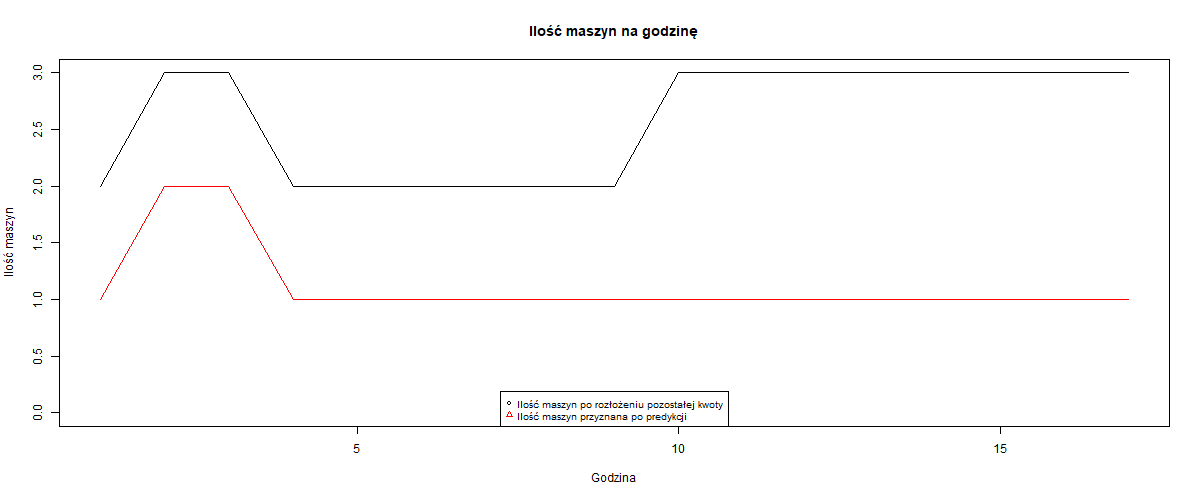 Ilość maszyn na godzinę
Ilość maszyn
3.0
2.5
2.0
1.5
1.0
0.5
0.0
Ilość maszyn po rozłożeniu pozostałej kwoty
Ilość maszyn przyznana po predykcji
5 10 15
Godzina